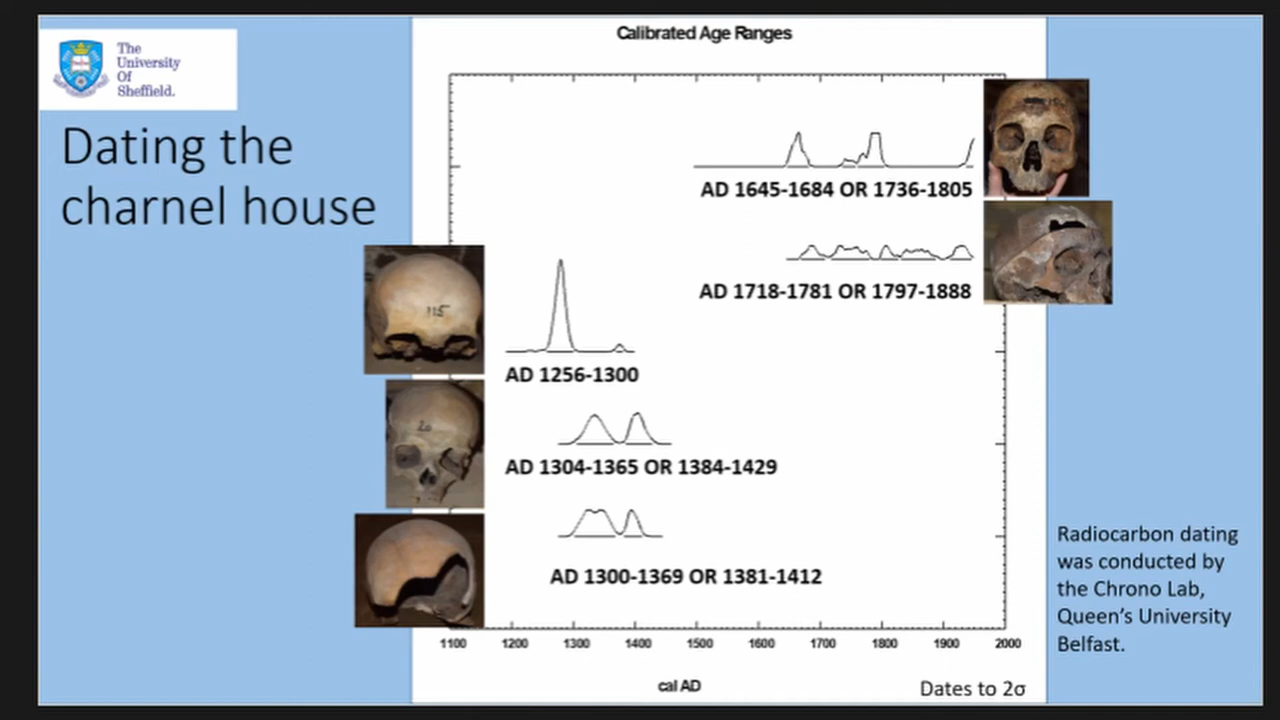 Calibrated Age Ranges
The
University
Of
Sheffield.
Dating the
charnel house
AD 1645-1684 OR 1736-1805
AD 1718-1781 OR 1797-1888
115
AD 1256-1300
20
AD 1304-1365 OR 1384-1429
AD 1300-1369 OR 1381-1412
Radiocarbon dating
was conducted by
the Chrono Lab,
Queen's University
Belfast.
1100 1200 1300 1400 1500 1600 1700 1800 1900 2000
cal AD
Dates to 2σ